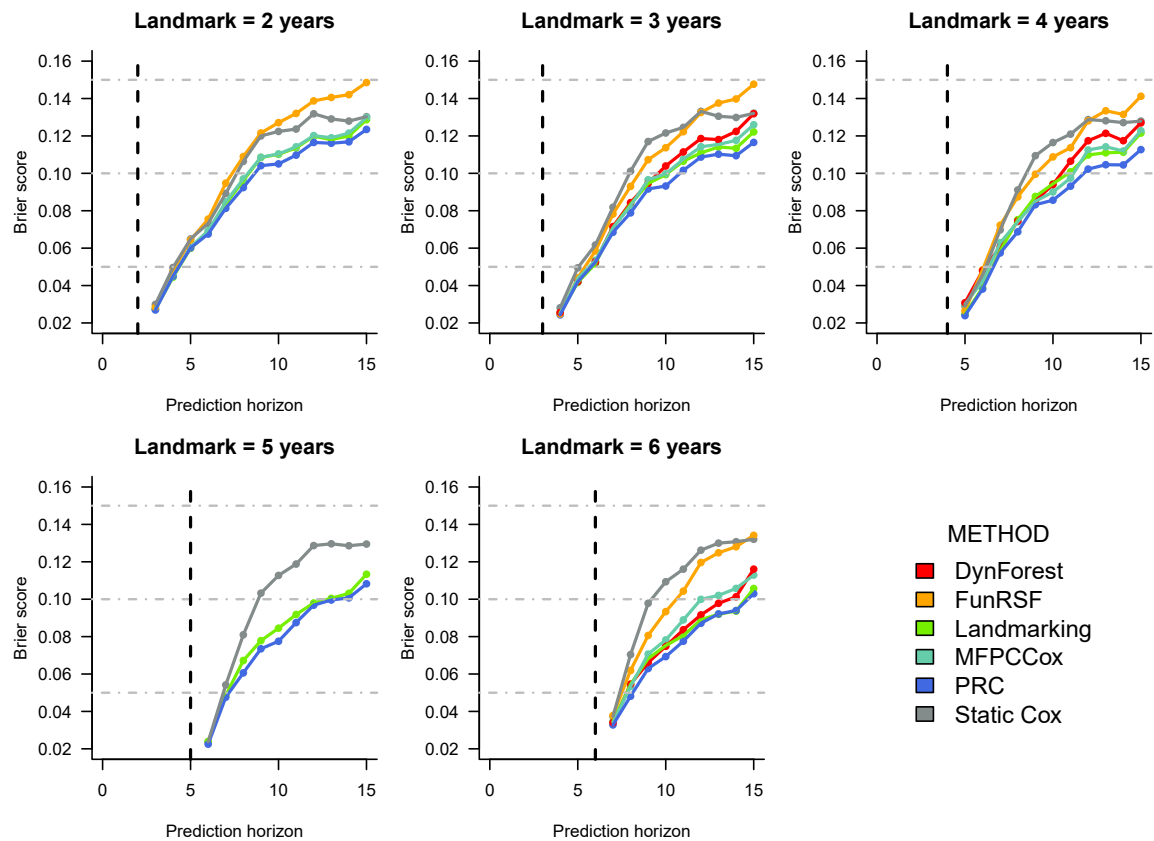 Landmark = 2 years
Brier score
0.16
0.14
0.12
0.10
0.08
0.06
0.04
0.02
0 5 10 15
Prediction horizon
Landmark = 3 years
Brier score
0.16
0.14
0.12
0.10
0.08
0.06
0.04
0.02
0 5 10 15
Prediction horizon
Landmark = 4 years
Brier score
0.16
0.14
0.12
0.10
0.08
0.06
0.04
0.02
0 5 10 15
Prediction horizon
Landmark = 5 years
Brier score
0.16
0.14
0.12
0.10
0.08
0.06
0.04
0.02
0 5 10 15
Prediction horizon
Landmark = 6 years
Brier score
0.16
0.14
0.12
0.10
0.08
0.06
0.04
0.02
0 5 10 15
Prediction horizon
METHOD
DynForest
FunRSF
Landmarking
MFPCCox
PRC
Static Cox